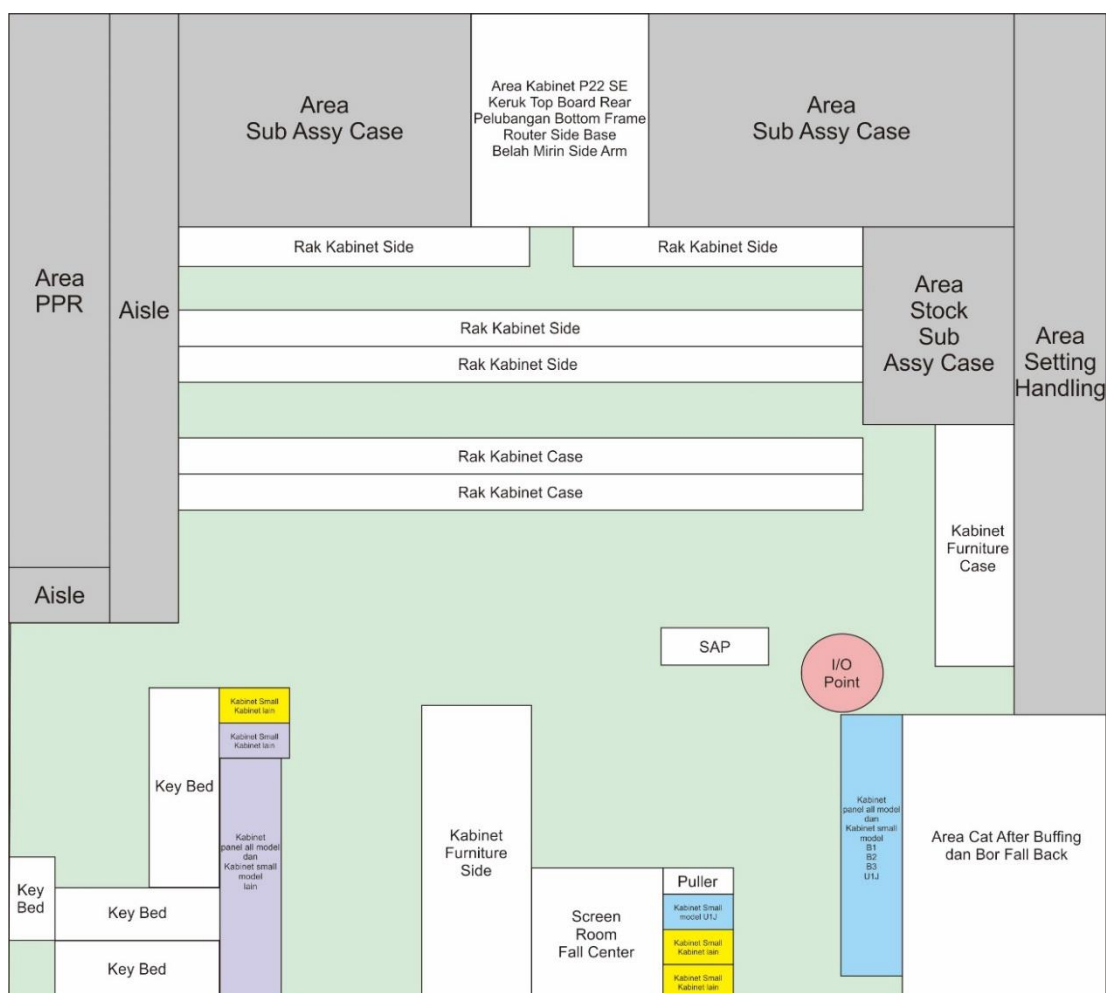 Area
Sub Assy Case
Area Kabinet P22 SE
Keruk Top Board Rear
Pelubangan Bottom Frame
Router Side Base
Belah Mirin Side Arm
Area
Sub Assy Case
Area
PPR
Aisle
Rak Kabinet Side
Rak Kabinet Side
Area
Stock
Sub
Assy Case
Area
Setting
Handling
Rak Kabinet Side
Rak Kabinet Side
Rak Kabinet Case
Rak Kabinet Case
Kabinet
Furniture
Case
Aisle
SAP
I/O
Point
Kabinet Small
Kabinet lain
Kabinet Small
Kabinet lain
Key Bed
Kabinet
panel all model
dan
Kabinet small
model
lain
Kabinet
Furniture
Side
Kabinet
panel all model
dan
Kabinet small
model
B1
B2
B3
U1J
Area Cat After Buffing
dan Bor Fall Back
Key
Bed
Key Bed
Key Bed
Screen
Room
Fall Center
Puller
Kabinet Small
model U1J
Kabinet Small
Kabinet lain
Kabinet Small
Kabinet lain